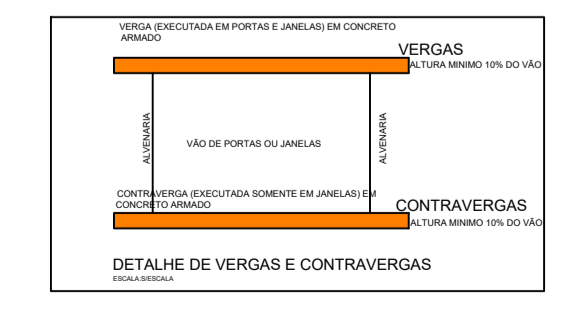 VERGA (EXECUTADA EM PORTAS E JANELAS) EM CONCRETO
ARMADO
VERGAS
ALTURA MINIMO 10% DO VÃO
ALVENARIA
VÃO DE PORTAS OU JANELAS
ALVENARIA
CONTRAVERGA (EXECUTADA SOMENTE EM JANELAS) EM
CONCRETO ARMADO
CONTRAVERGAS
ALTURA MINIMO 10% DO VÃO
DETALHE DE VERGAS E CONTRAVERGAS
ESCALA:S/ESCALA